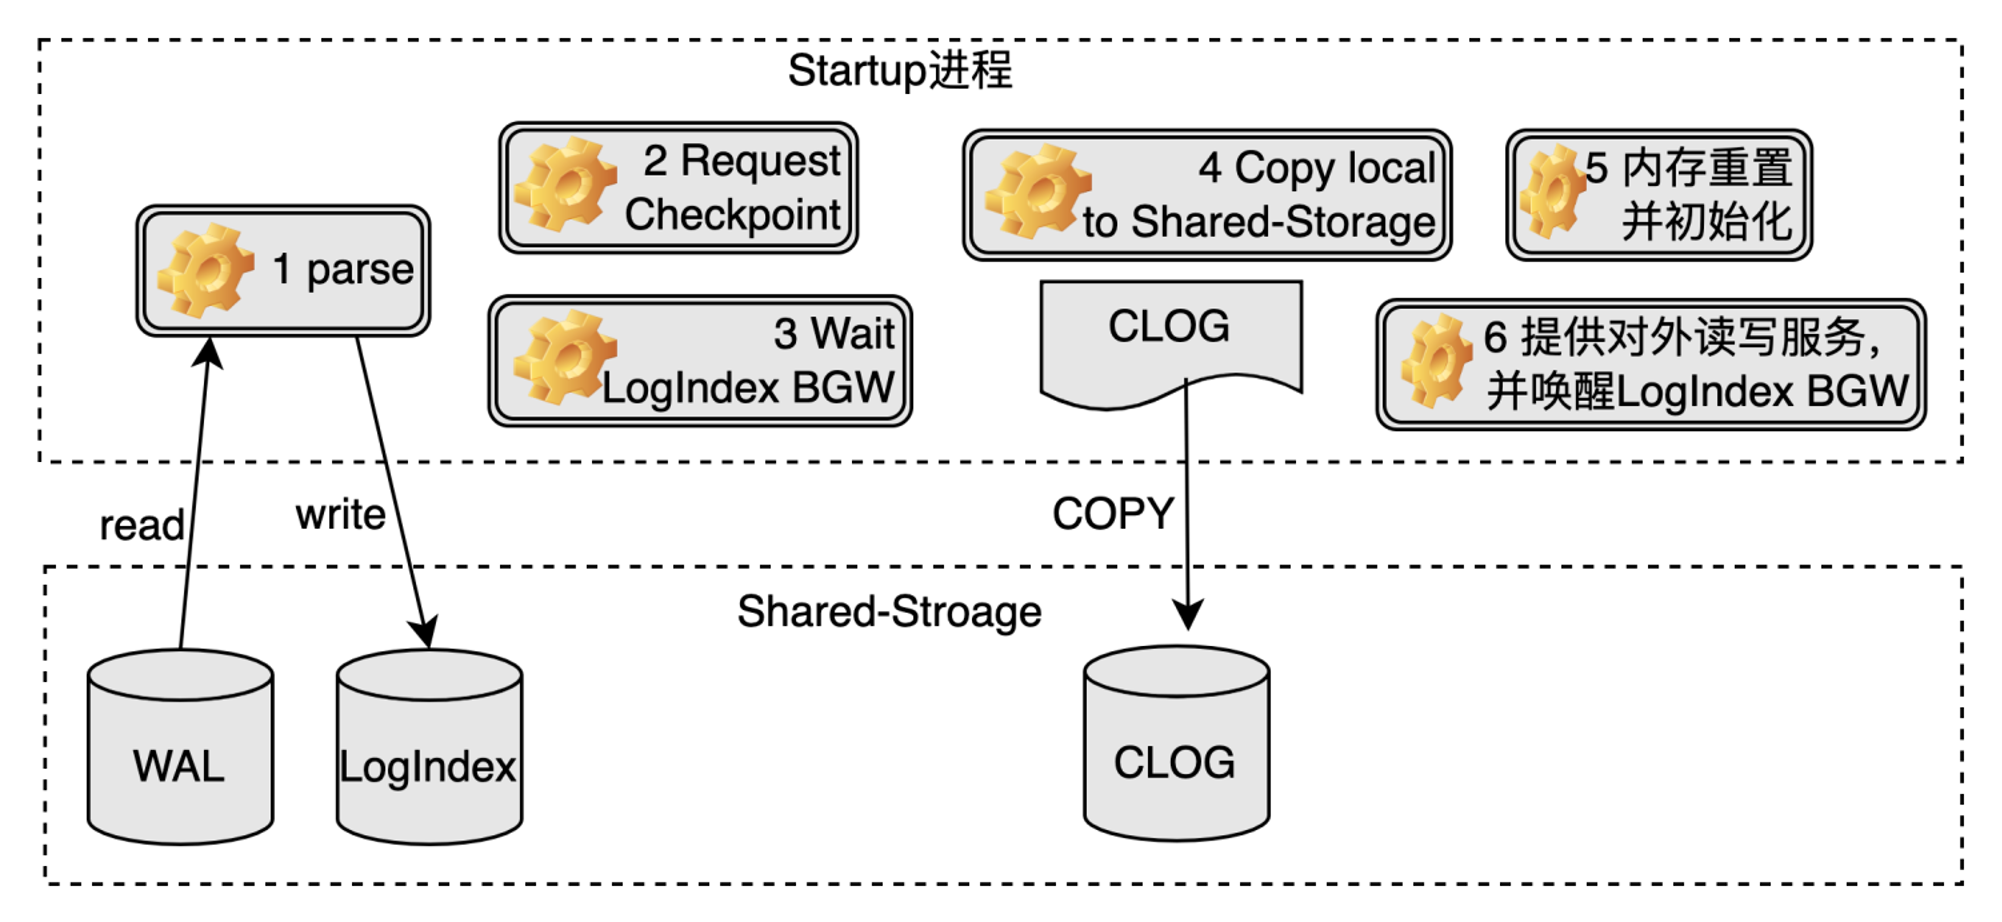 Startup进程
1 parse
2 Request
Checkpoint
3 Wait
LogIndex BGW
4 Copy local
to Shared-Storage
CLOG
5 内存重置
并初始化
6 提供对外读写服务，
并唤醒LogIndex BGW
read
write
COPY
Shared-Stroage
WAL
LogIndex
CLOG